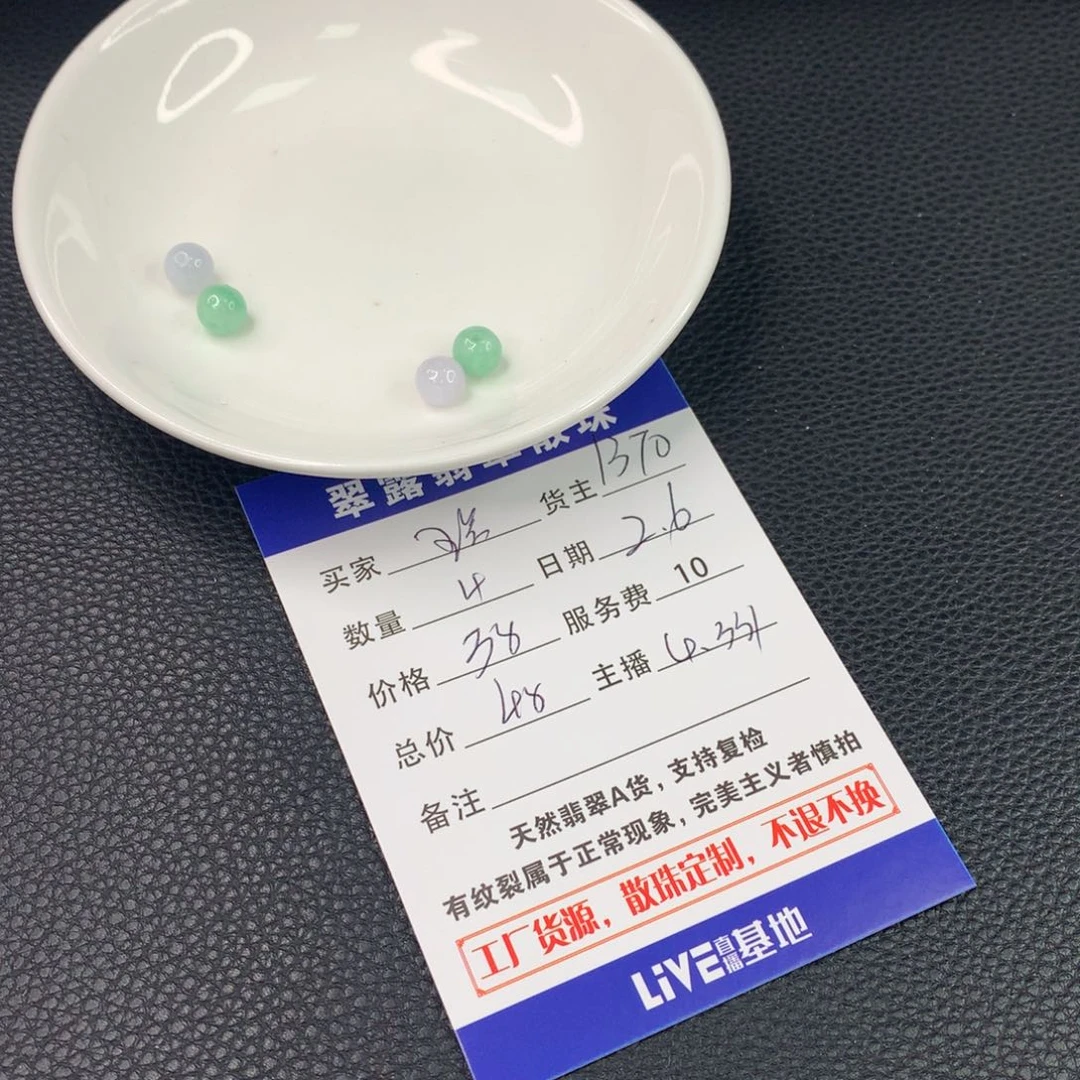 翠露翡翠散珠
买家 货主 1370
数量 4 日期 2.6
价格 38 服务费 10
总价 48 主播
备注
天然翡翠A货，支持复检
有纹裂属于正常现象，完美主义者慎拍
工厂货源，散珠定制，不退不换
LiVE直播基地